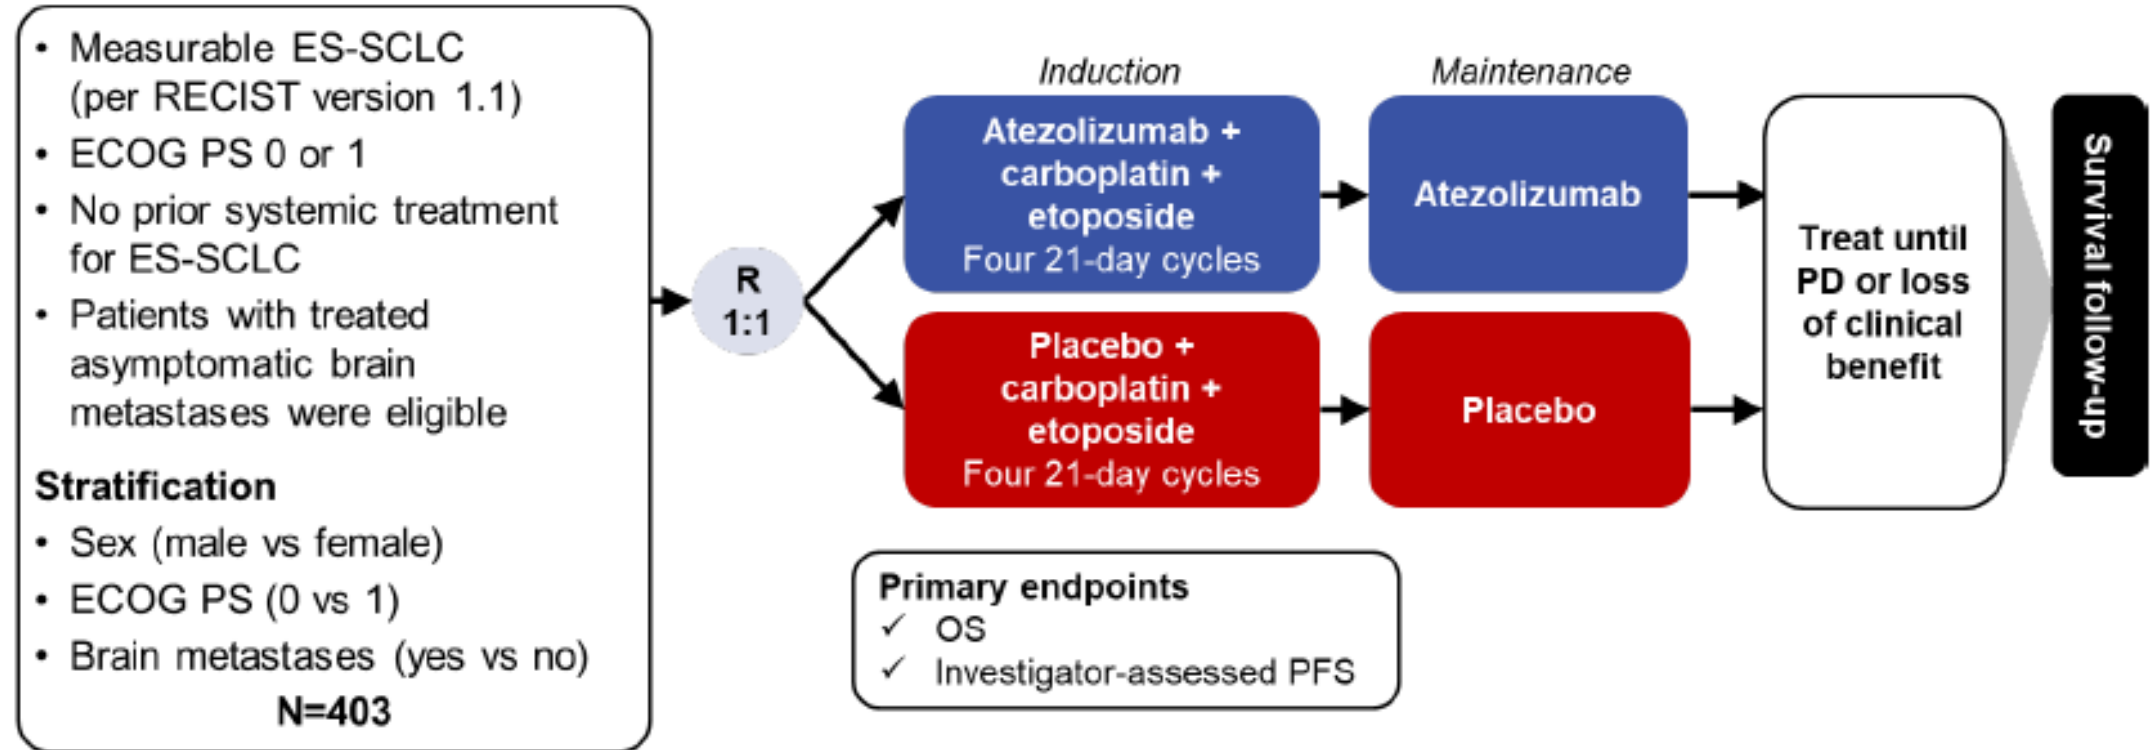 • Measurable ES-SCLC
(per RECIST version 1.1)
• ECOG PS 0 or 1
• No prior systemic treatment
for ES-SCLC
• Patients with treated
asymptomatic brain
metastases were eligible
Stratification
• Sex (male vs female)
• ECOG PS (0 vs 1)
• Brain metastases (yes vs no)
N=403
R
1:1
Induction
Atezolizumab +
carboplatin +
etoposide
Four 21-day cycles
Placebo +
carboplatin +
etoposide
Four 21-day cycles
Maintenance
Atezolizumab
Placebo
Treat until
PD or loss
of clinical
benefit
Survival follow-up
Primary endpoints
✓ OS
✓ Investigator-assessed PFS